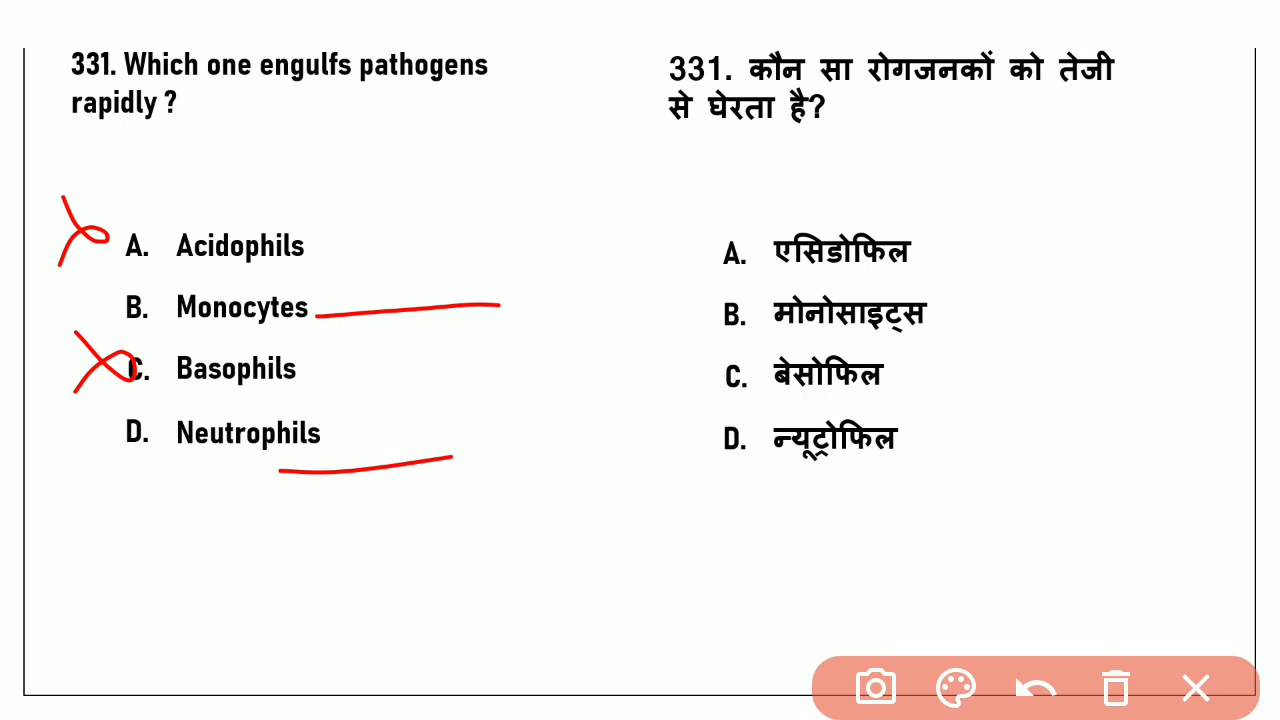 331. Which one engulfs pathogens
rapidly ?
A. Acidophils
B. Monocytes
C. Basophils
D. Neutrophils
331. कौन सा रोगजनकों को तेजी
से घेरता है?
A. एसिडोफिल
B. मोनोसाइट्स
C. बेसोफिल
D. न्यूट्रोफिल